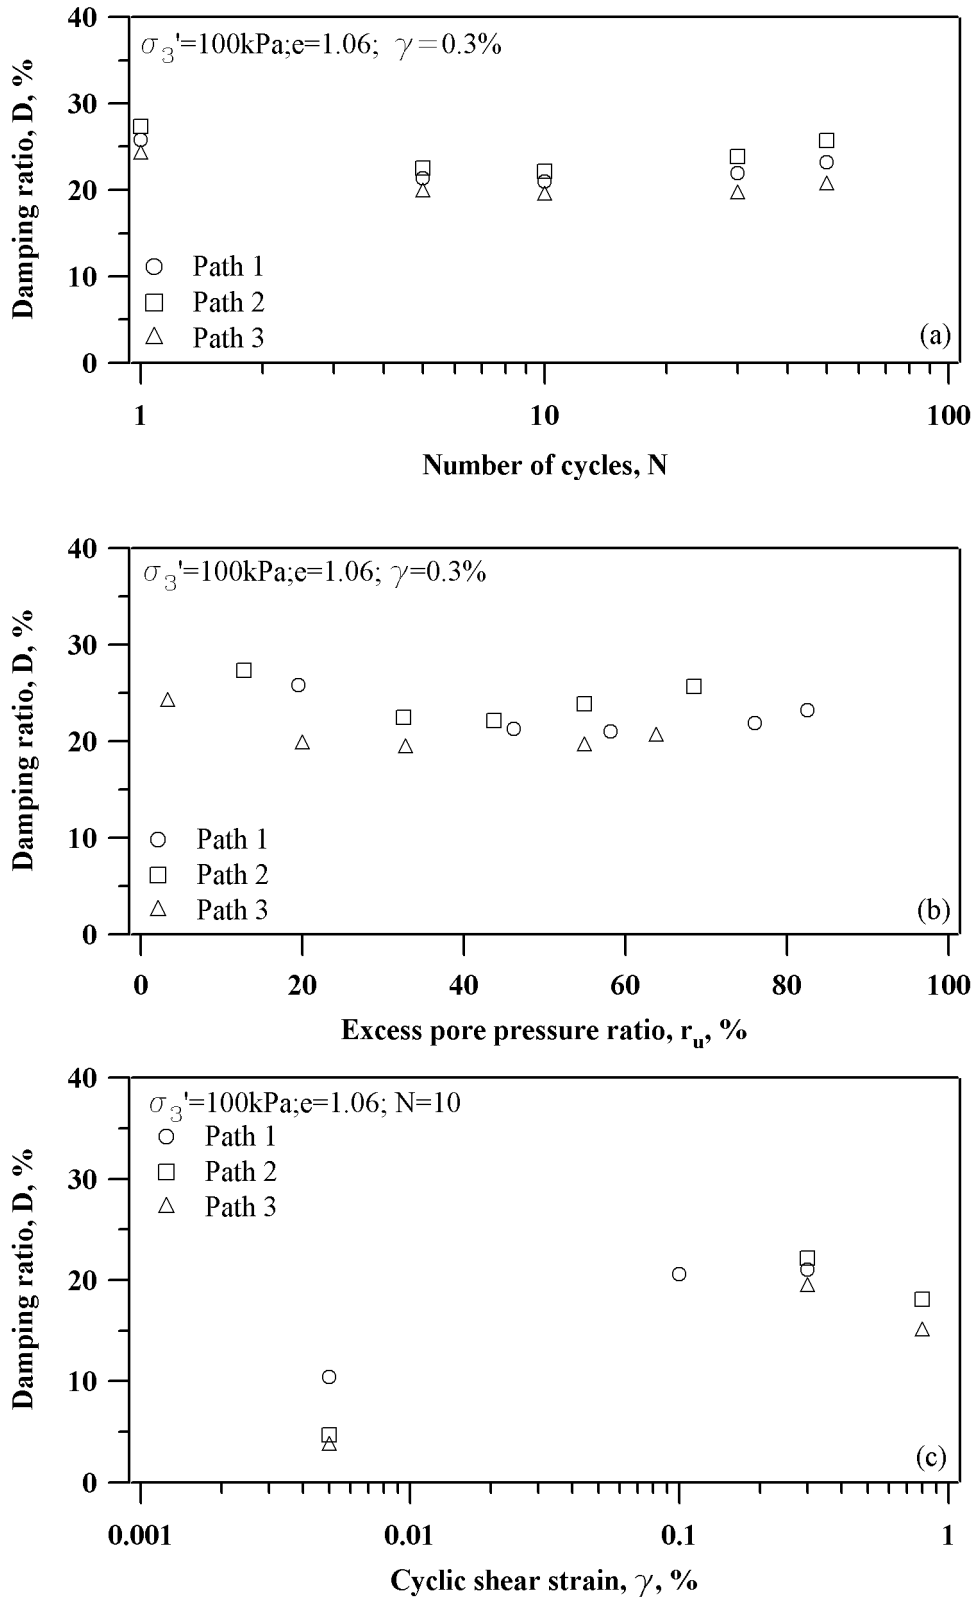 40
30
20
10
0
Damping ratio, D, %
σ3'=100kPa;e=1.06; γ=0.3%
Path 1
Path 2
Path 3
(a)
1
10
100
Number of cycles, N
40
30
20
10
0
Damping ratio, D, %
σ3'=100kPa;e=1.06; γ=0.3%
Path 1
Path 2
Path 3
(b)
0
20
40
60
80
100
Excess pore pressure ratio, ru, %
40
30
20
10
0
Damping ratio, D, %
σ3'=100kPa;e=1.06; N=10
Path 1
Path 2
Path 3
(c)
0.001
0.01
0.1
1
Cyclic shear strain, γ, %